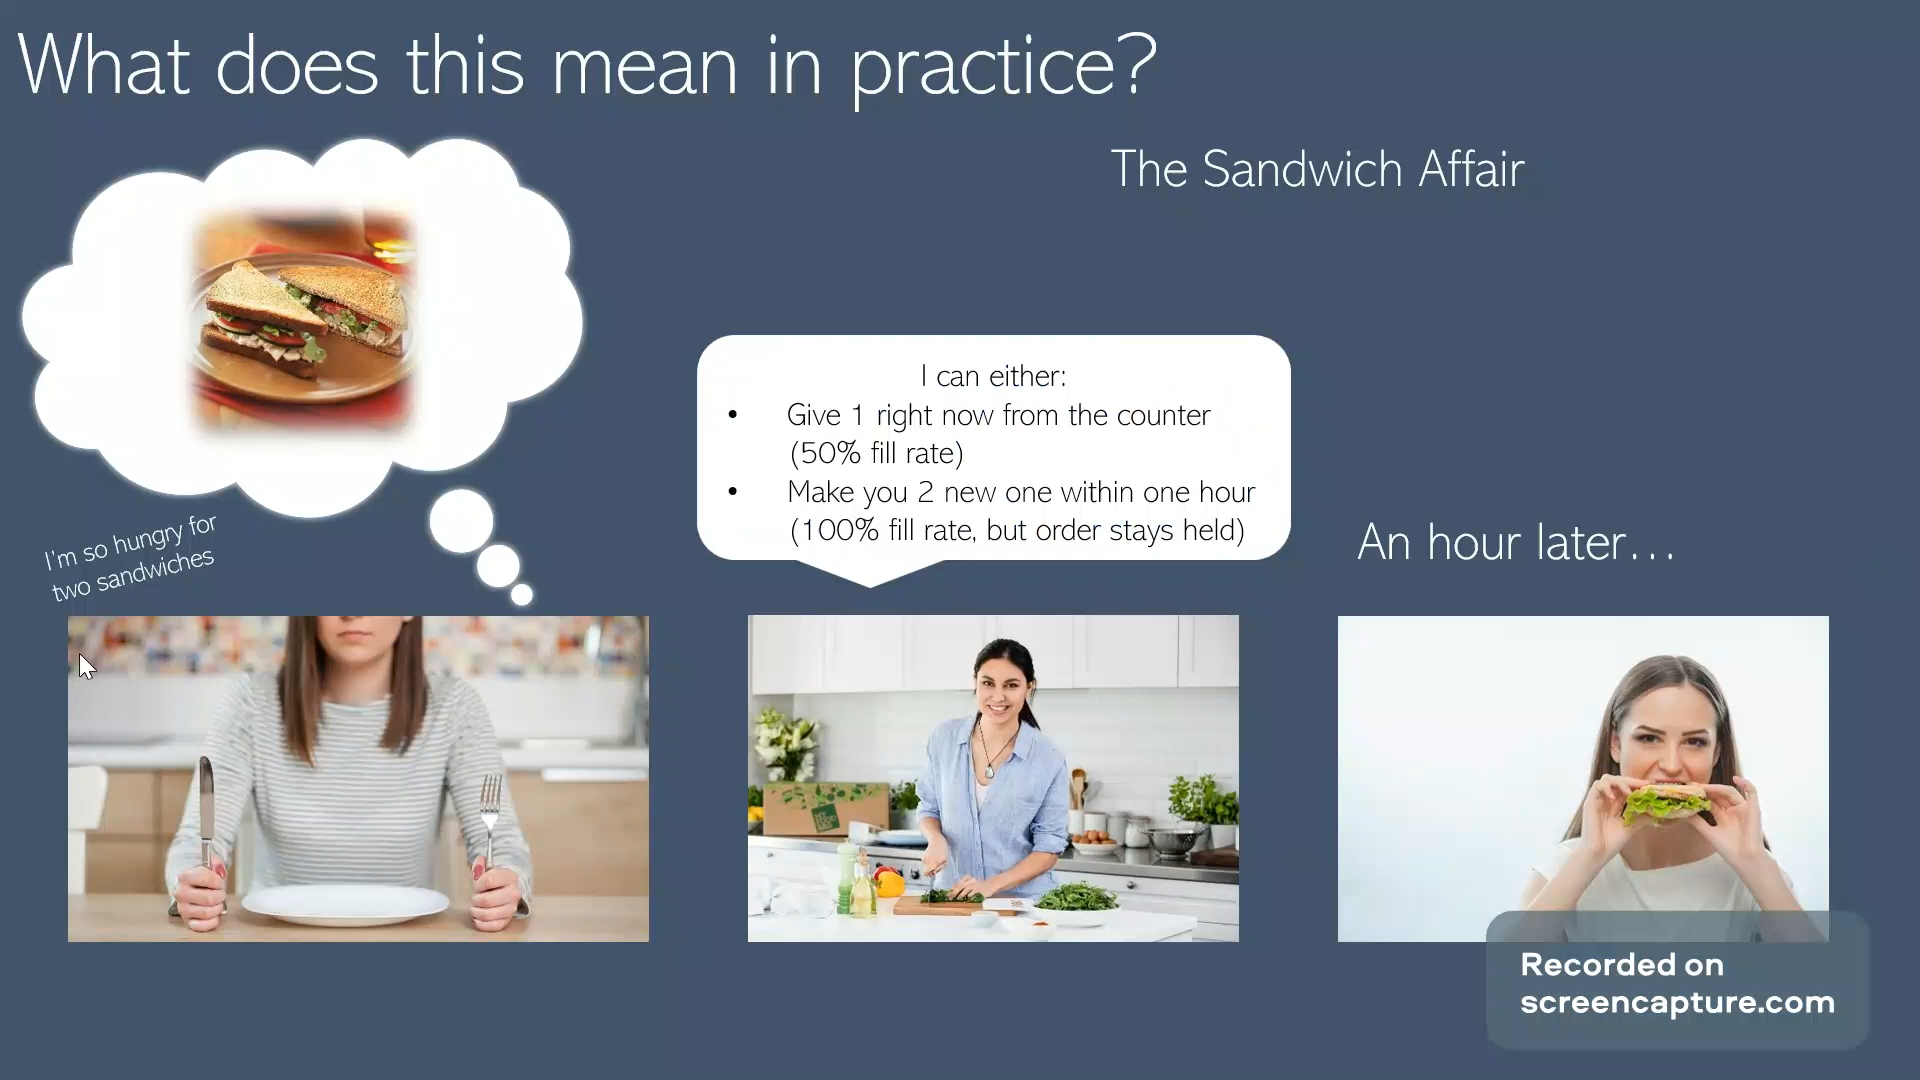 What does this mean in practice?
The Sandwich Affair
I can either:
• Give 1 right now from the counter
(50% fill rate)
• Make you 2 new one within one hour
(100% fill rate, but order stays held)
I'm so hungry for
two sandwiches
An hour later...
Recorded on
screencapture.com